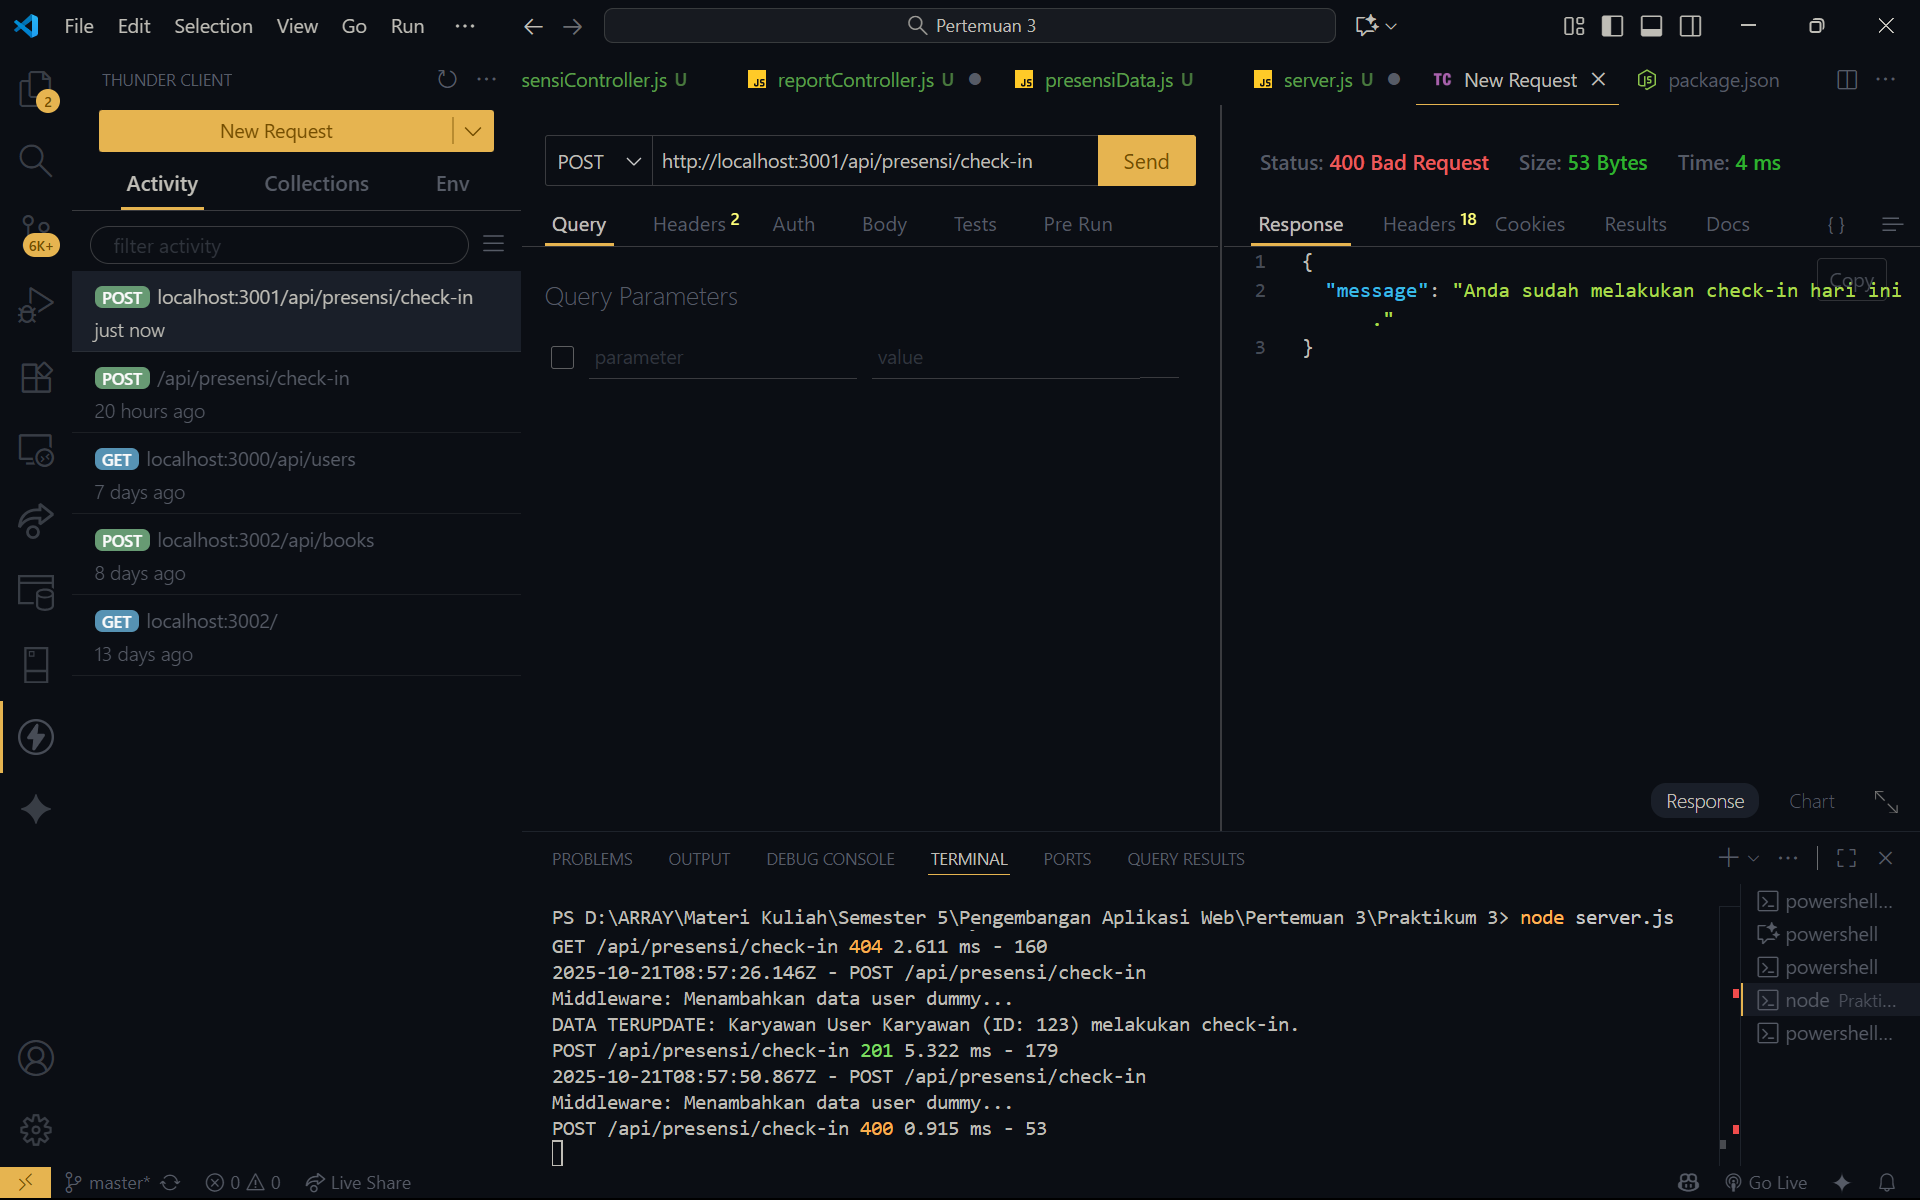 File Edit Selection View Go Run ···
Pertemuan 3
THUNDER CLIENT
New Request
Activity Collections Env
filter activity
POST localhost:3001/api/presensi/check-in
just now
POST /api/presensi/check-in
20 hours ago
GET localhost:3000/api/users
7 days ago
POST localhost:3002/api/books
8 days ago
GET localhost:3002/
13 days ago
2
6K+
sensiController.js U
JS reportController.js U
JS presensiData.js U
JS server.js U
TC New Request
package.json
POST http://localhost:3001/api/presensi/check-in Send
Query Headers 2 Auth Body Tests Pre Run
Query Parameters
parameter value
Status: 400 Bad Request Size: 53 Bytes Time: 4 ms
Response Headers 18 Cookies Results Docs { }
Copy
1 {
2 "message": "Anda sudah melakukan check-in hari ini
."
3 }
Response Chart
PROBLEMS OUTPUT DEBUG CONSOLE TERMINAL PORTS QUERY RESULTS
PS D:\ARRAY\Materi Kuliah\Semester 5\Pengembangan Aplikasi Web\Pertemuan 3\Praktikum 3> node server.js
GET /api/presensi/check-in 404 2.611 ms - 160
2025-10-21T08:57:26.146Z - POST /api/presensi/check-in
Middleware: Menambahkan data user dummy...
DATA TERUPDATE: Karyawan User Karyawan (ID: 123) melakukan check-in.
POST /api/presensi/check-in 201 5.322 ms - 179
2025-10-21T08:57:50.867Z - POST /api/presensi/check-in
Middleware: Menambahkan data user dummy...
POST /api/presensi/check-in 400 0.915 ms - 53
powershell...
powershell
powershell
node Prakti...
powershell...
master* 0 0 Live Share
Go Live